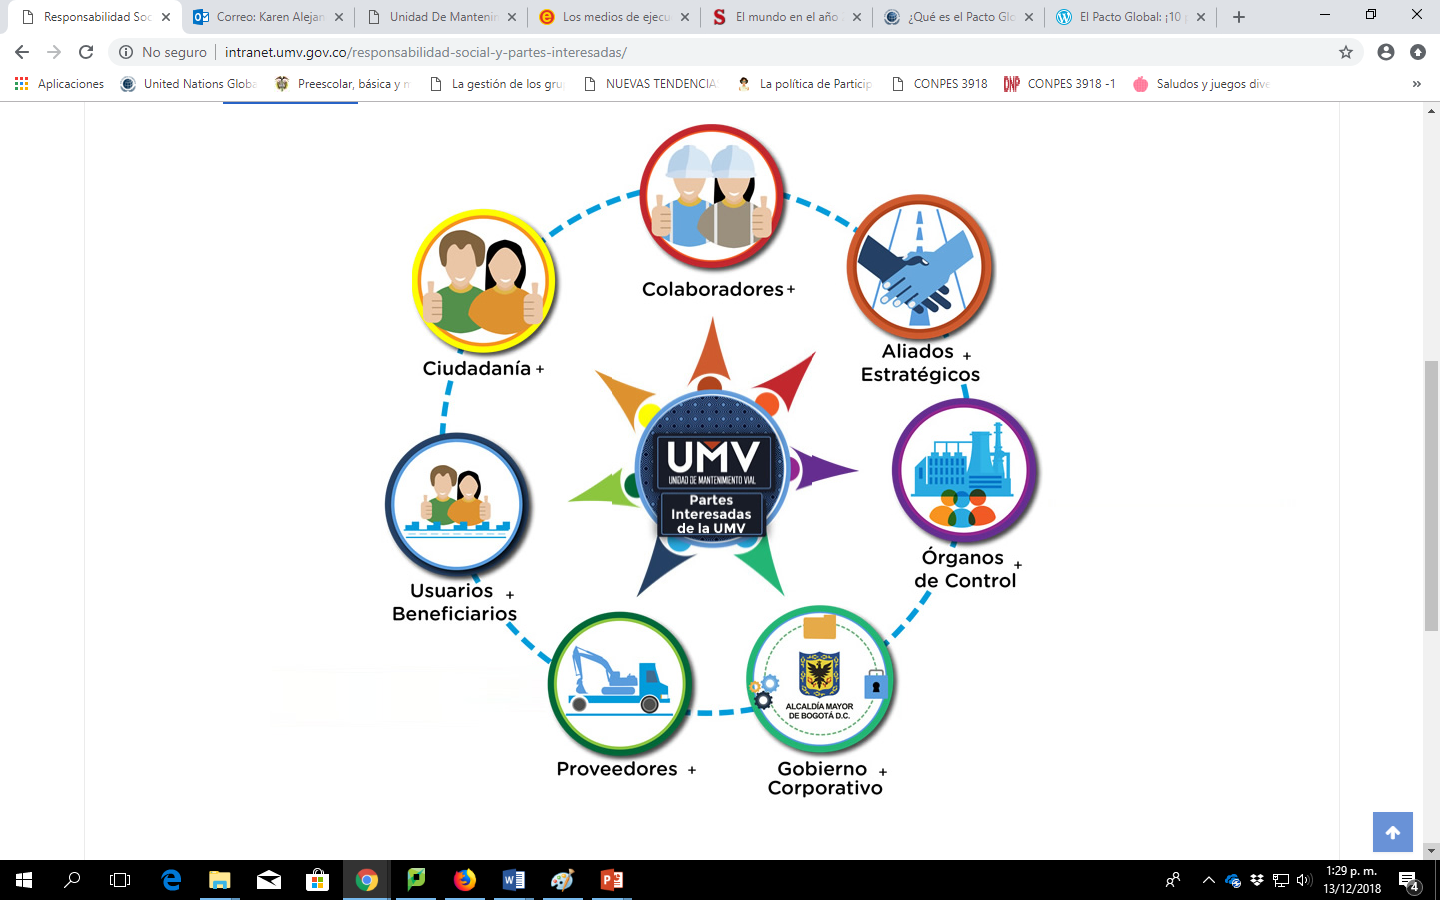 Responsabilidad Soc
Correo: Karen Alejan
Unidad De Mantenin
Los medios de ejecu
El mundo en el año
¿Qué es el Pacto Glo
El Pacto Global: ¡10
No seguro
intranet.umv.gov.co/responsabilidad-social-y-partes-interesadas/
Aplicaciones
United Nations Globa
Preescolar, básica y m
La gestión de los gru
NUEVAS TENDENCIA
La política de Particip
CONPES 3918
DNP
CONPES 3918 -1
Saludos y juegos dive
»
Colaboradores +
Aliados +
Estratégicos
Ciudadanía +
UMV
UNIDAD DE MANTENIMIENTO VIAL
Partes
Interesadas
de la UMV
Órganos +
de Control
Usuarios +
Beneficiarios
ALCALDÍA MAYOR
DE BOGOTÁ D.C.
Proveedores +
Gobierno +
Corporativo
1:29 p. m.
13/12/2018
4